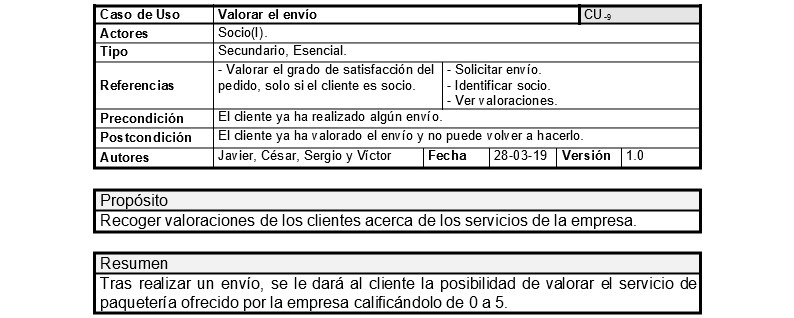 Caso de Uso Valorar el envío CU-9
Actores Socio(I).
Tipo Secundario, Esencial.
Referencias
- Valorar el grado de satisfacción del
pedido, solo si el cliente es socio.
- Solicitar envío.
- Identificar socio.
- Ver valoraciones.
Precondición El cliente ya ha realizado algún envío.
Postcondición El cliente ya ha valorado el envío y no puede volver a hacerlo.
Autores Javier, César, Sergio y Víctor Fecha 28-03-19 Versión 1.0
Propósito
Recoger valoraciones de los clientes acerca de los servicios de la empresa.
Resumen
Tras realizar un envío, se le dará al cliente la posibilidad de valorar el servicio de
paquetería ofrecido por la empresa calificándolo de 0 a 5.